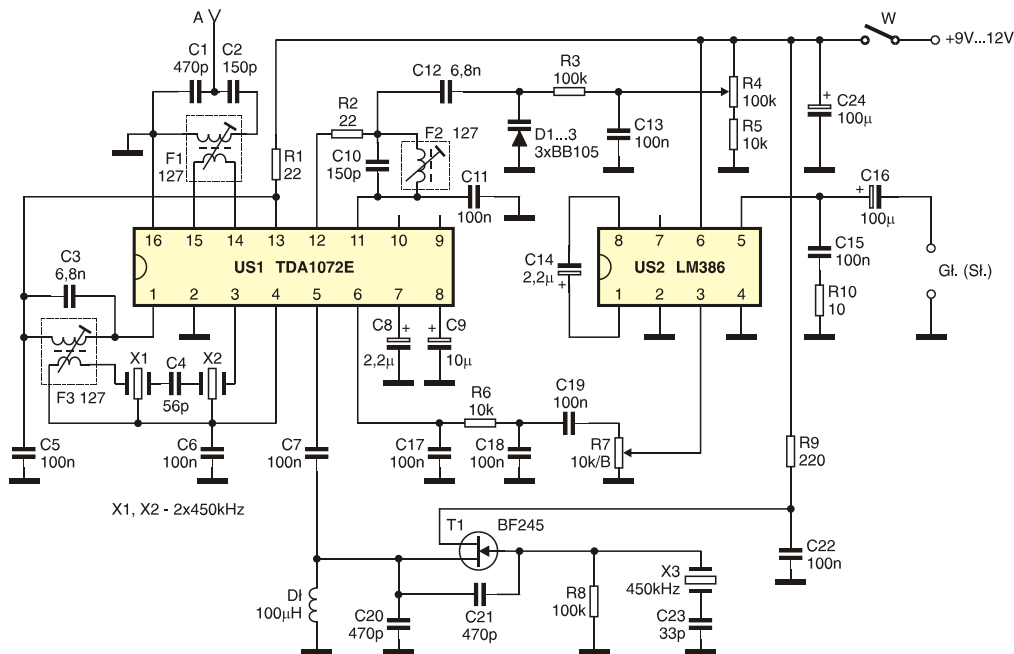 A
C1
470p
C2
150p
W
+9V...12V
C12
6,8n
R3
100k
R4
100k
R5
10k
+
C24
100µ
R2
22
F2 127
C10
150p
D1...3
3xBB105
C13
100n
F1
127
R1
22
C11
100n
C16
+
100µ
16 15 14 13 12 11 10 9
US1 TDA1072E
1 2 3 4 5 6 7 8
C3
6,8n
8 7 6 5
US2 LM386
1 2 3 4
C14
2,2µ
+
C15
100n
R10
10
Gł. (Sł.)
X1
C4
56p
X2
F3 127
C8
+
2,2µ
+
C9
10µ
C5
100n
C6
100n
C7
100n
C17
100n
R6
10k
C18
100n
C19
100n
R7
10k/B
R9
220
X1, X2 - 2x450kHz
T1
BF245
C22
100n
Dł
100µH
C20
470p
C21
470p
R8
100k
X3
450kHz
C23
33p